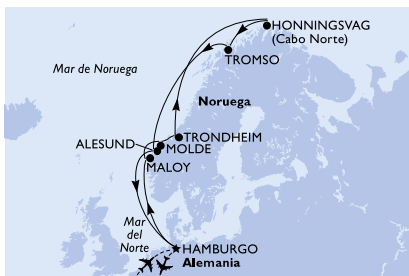 HONNINGSVAG
(Cabo Norte)
TROMSO
Mar de Noruega
Noruega
TRONDHEIM
ALESUND
MOLDE
MALOY
Mar
del
Norte
HAMBURGO
Alemania